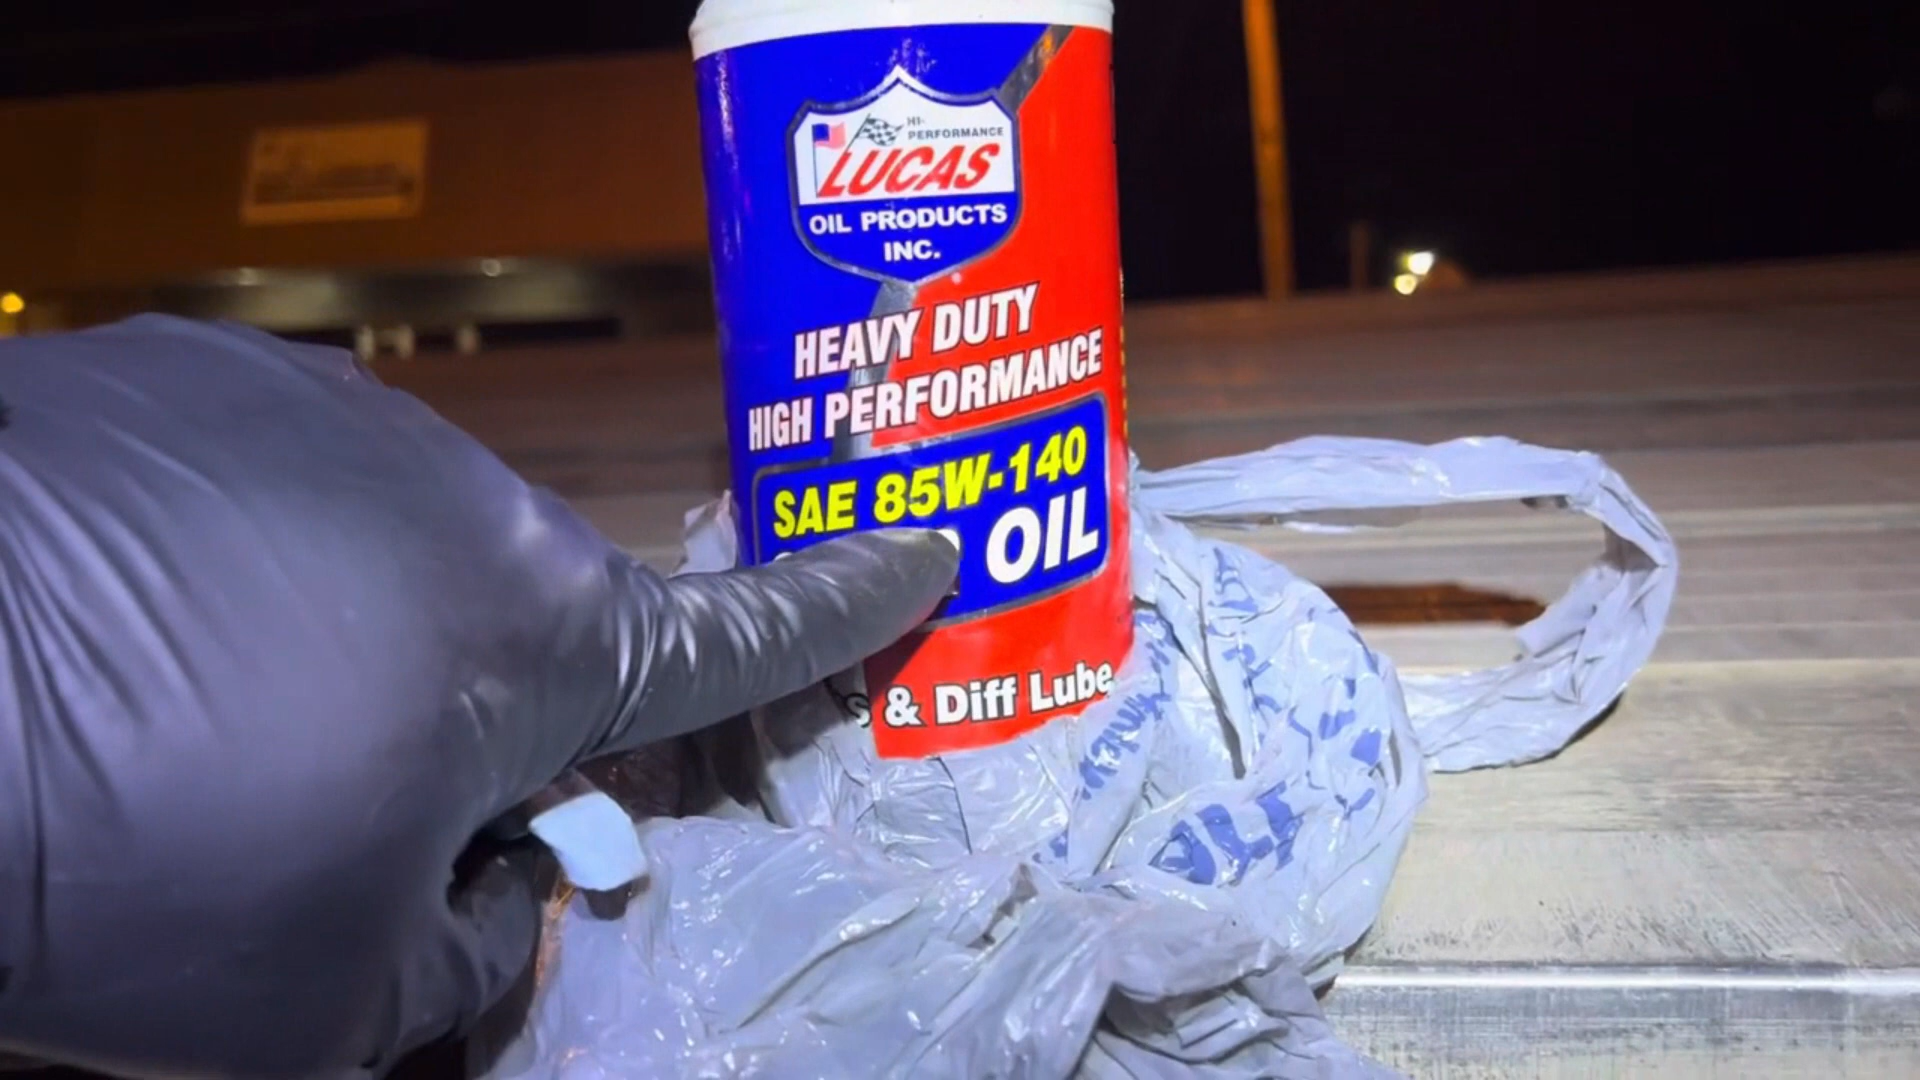 HI-
PERFORMANCE
LUCAS
OIL PRODUCTS
INC.
HEAVY DUTY
HIGH PERFORMANCE
SAE 85W-140
OIL
& Diff Lube